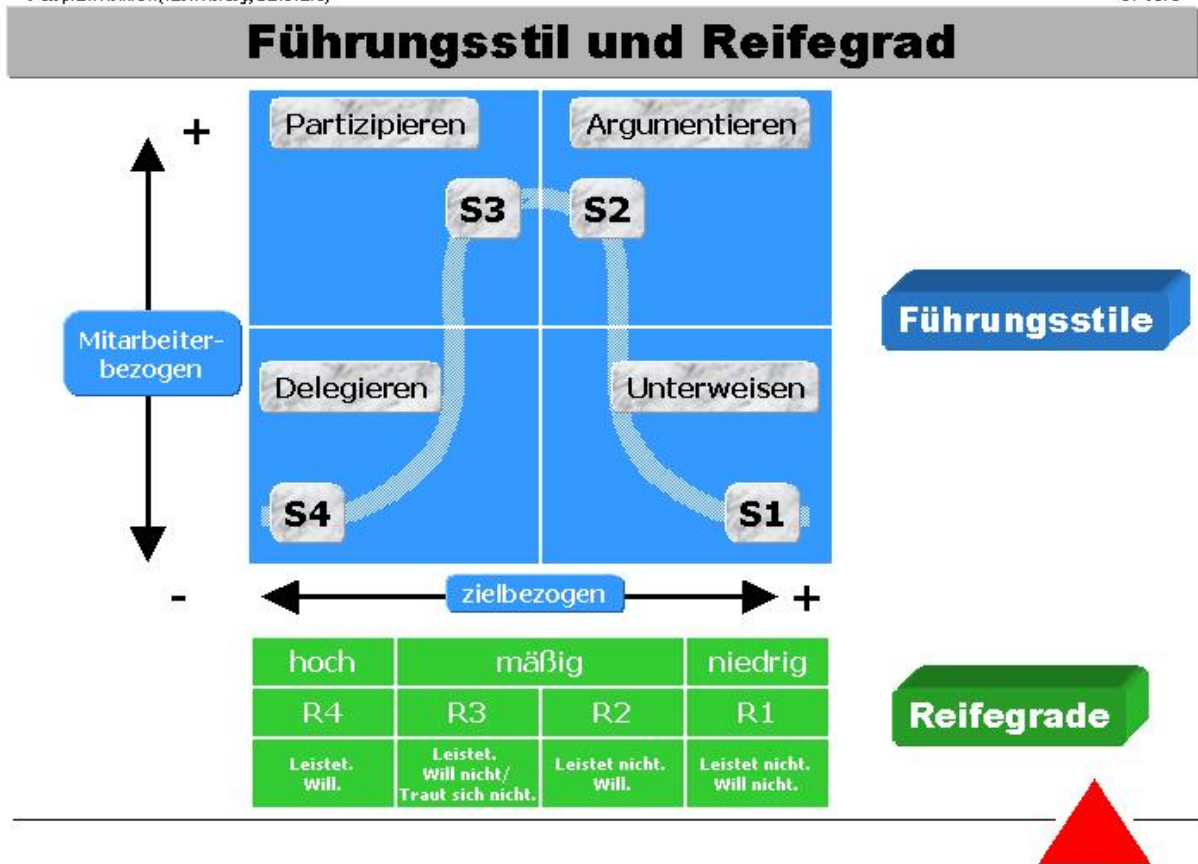 Führungsstil und Reifegrad
+
Partizipieren
Argumentieren
S3
S2
Mitarbeiter-
bezogen
Führungsstile
Delegieren
Unterweisen
S4
S1
-
zielbezogen
+
hoch
mäßig
niedrig
R4
R3
R2
R1
Reifegrade
Leistet.
Will.
Leistet.
Will nicht/
Traut sich nicht.
Leistet nicht.
Will.
Leistet nicht.
Will nicht.